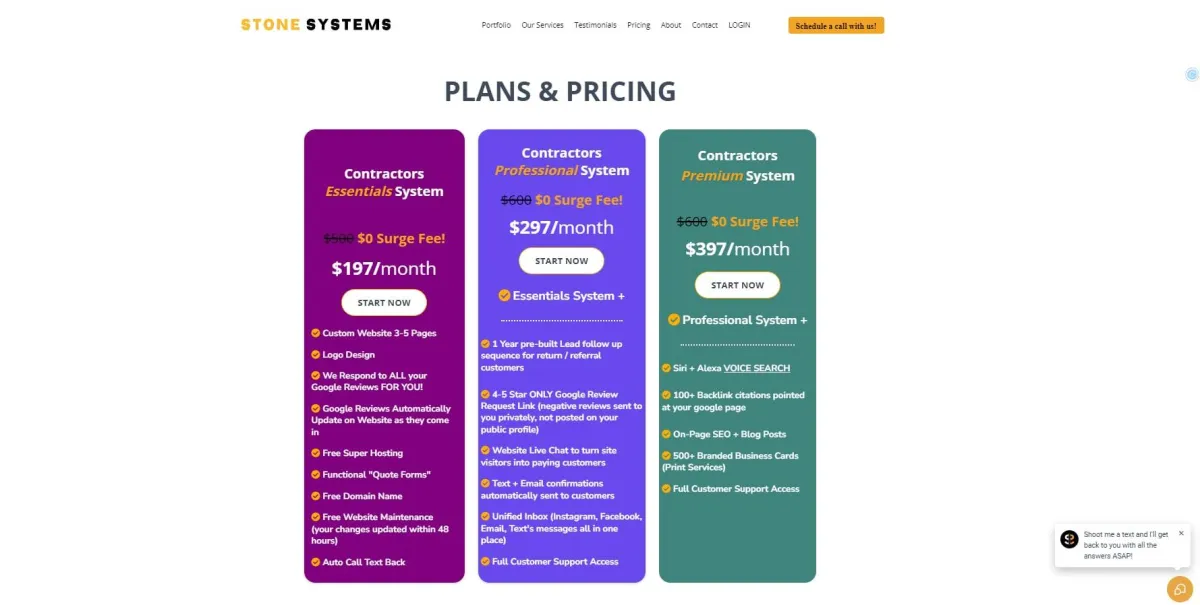 STONE SYSTEMS
Portfolio
Our Services
Testimonials
Pricing
About
Contact
LOGIN
Schedule a call with us!
PLANS & PRICING
Contractors
Essentials System
$500 $0 Surge Fee!
$197/month
START NOW
Custom Website 3-5 Pages
Logo Design
We Respond to ALL your
Google Reviews FOR YOU!
Google Reviews Automatically
Update on Website as they come
in
Free Super Hosting
Functional "Quote Forms"
Free Domain Name
Free Website Maintenance
(your changes updated within 48
hours)
Auto Call Text Back
Contractors
Professional System
$600 $0 Surge Fee!
$297/month
START NOW
Essentials System +
1 Year pre-built Lead follow up
sequence for return / referral
customers
4-5 Star ONLY Google Review
Request Link (negative reviews sent to
you privately, not posted on your
public profile)
Website Live Chat to turn site
visitors into paying customers
Text + Email confirmations
automatically sent to customers
Unified Inbox (Instagram, Facebook,
Email, Text's messages all in one
place)
Full Customer Support Access
Contractors
Premium System
$600 $0 Surge Fee!
$397/month
START NOW
Professional System +
Siri + Alexa VOICE SEARCH
100+ Backlink citations pointed
at your google page
On-Page SEO + Blog Posts
500+ Branded Business Cards
(Print Services)
Full Customer Support Access
Shoot me a text and I'll get
back to you with all the
answers ASAP!